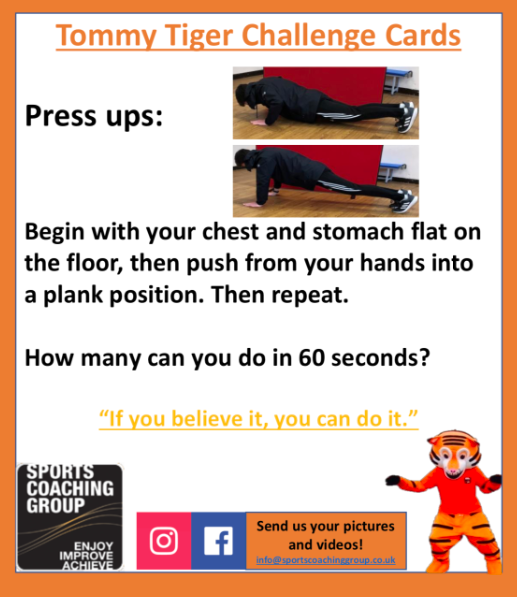 Tommy Tiger Challenge Cards
Press ups:
Begin with your chest and stomach flat on
the floor, then push from your hands into
a plank position. Then repeat.
How many can you do in 60 seconds?
“If you believe it, you can do it.”
SPORTS
COACHING
GROUP
ENJOY
IMPROVE
ACHIEVE
Send us your pictures
and videos!
info@sportscoachinggroup.co.uk